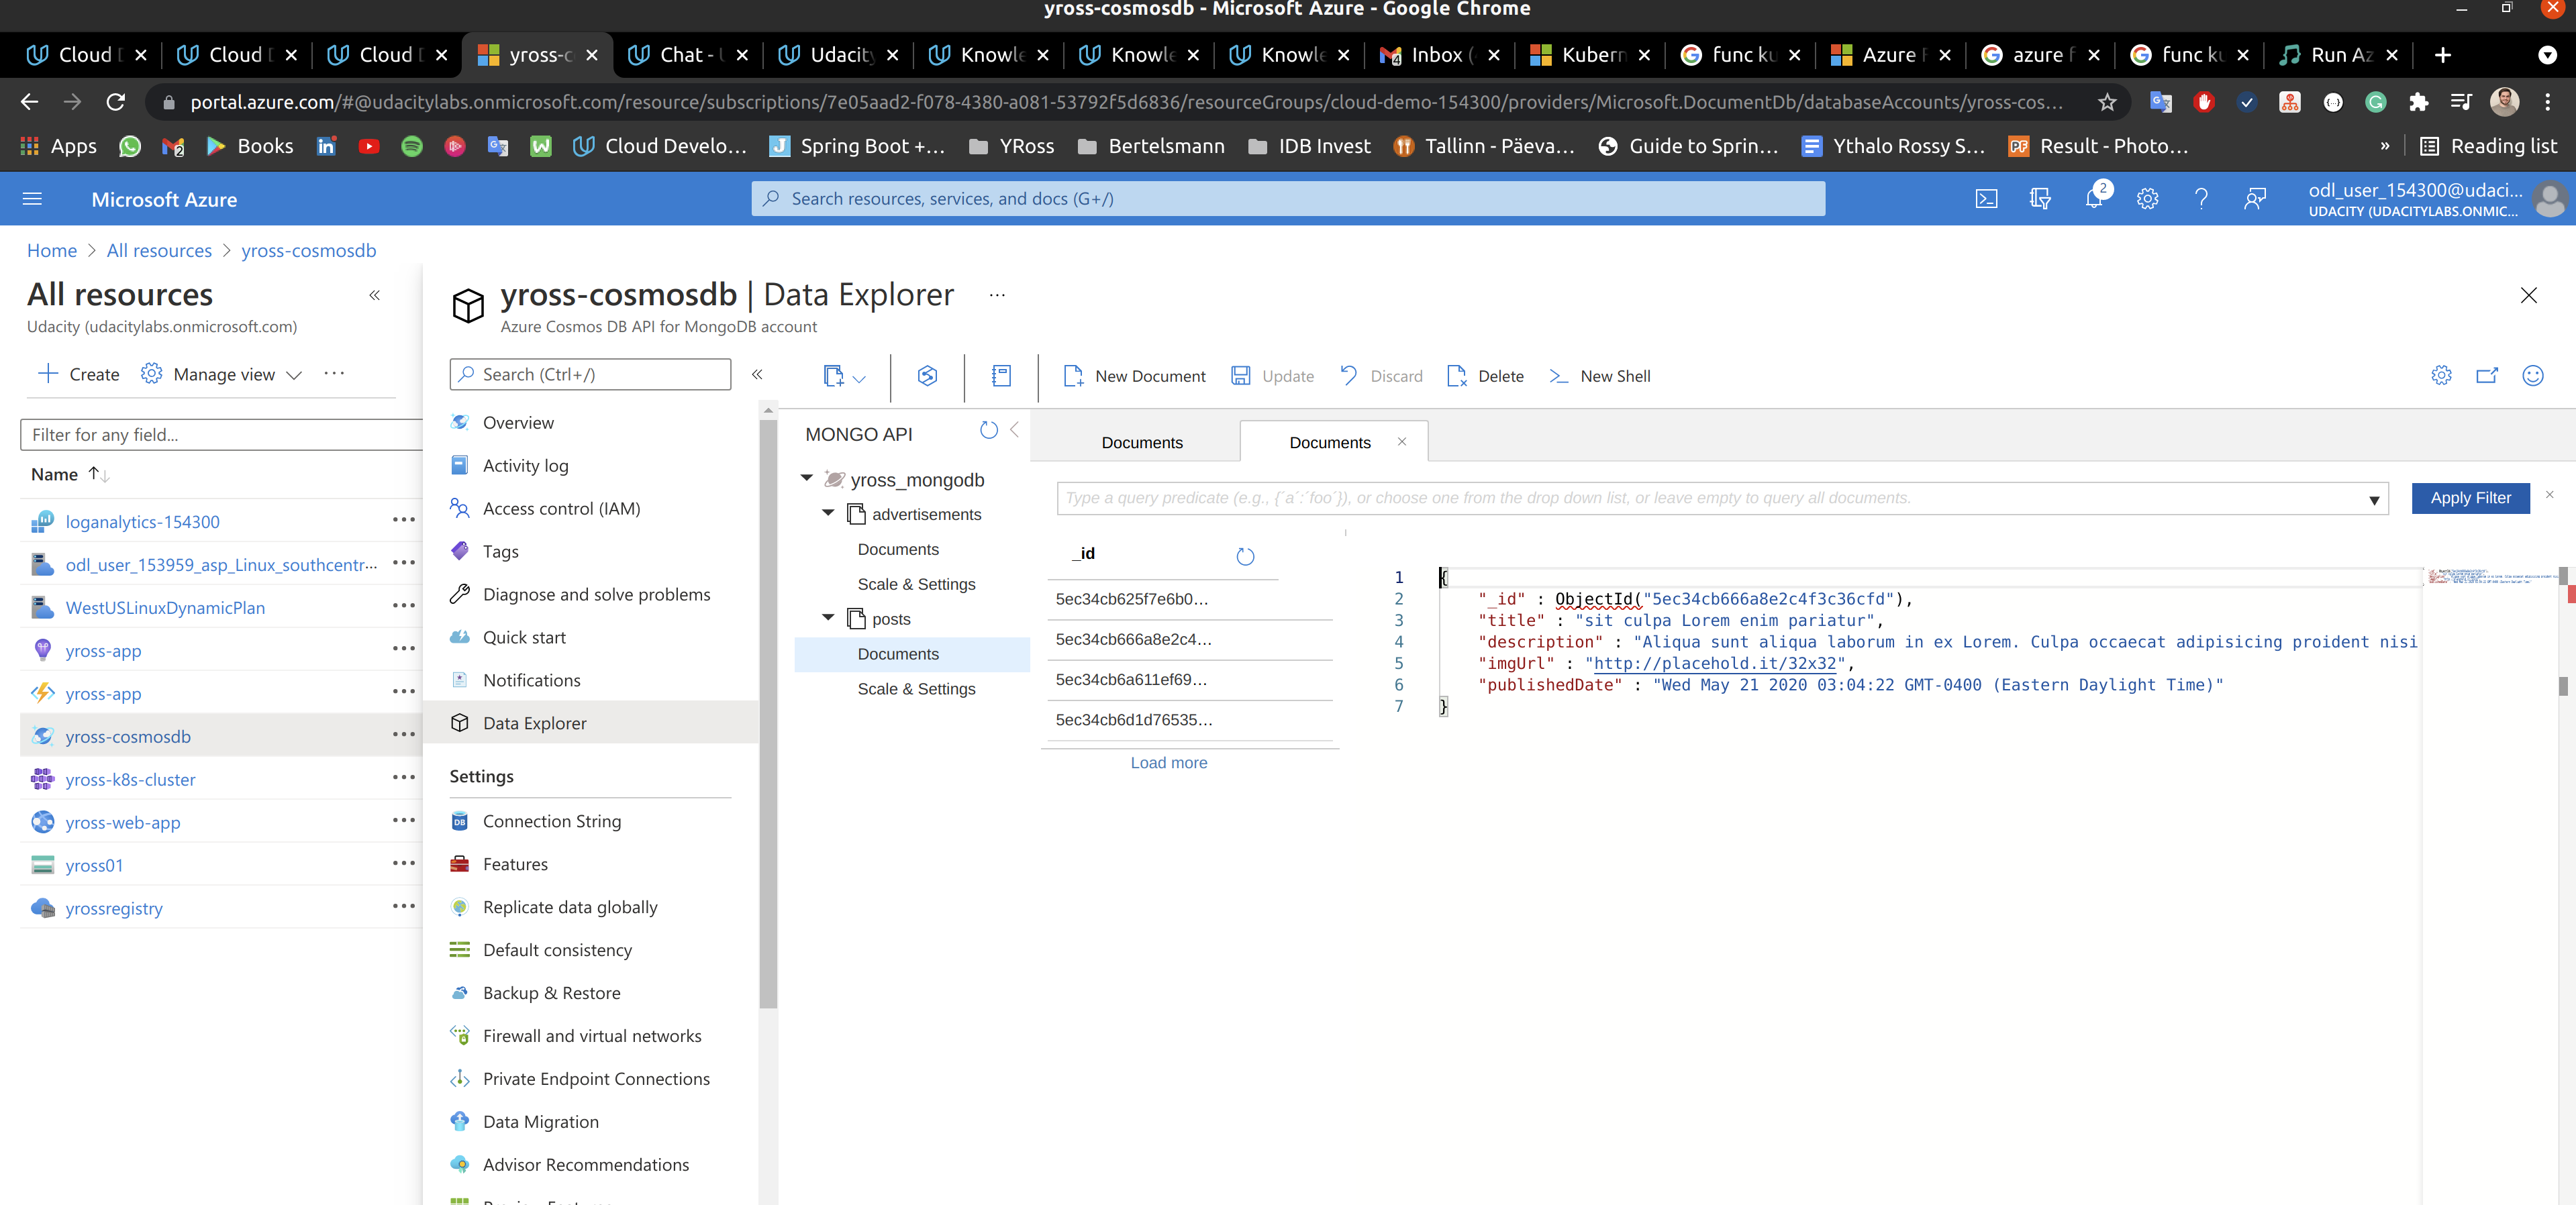 yross-cosmosdb - Microsoft Azure - Google Chrome
Cloud D
Cloud D
Cloud D
yross-c
Chat - U
Udacity
Knowle
Knowle
Knowle
Inbox (
Kubern
func ku
Azure F
azure f
func ku
Run Az
portal.azure.com/#@udacitylabs.onmicrosoft.com/resource/subscriptions/7e05aad2-f078-4380-a081-53792f5d6836/resourceGroups/cloud-demo-154300/providers/Microsoft.DocumentDb/databaseAccounts/yross-cos...
Apps
2
Books
Cloud Develo...
Spring Boot +...
YRoss
Bertelsmann
IDB Invest
Tallinn - Päeva...
Guide to Sprin...
Ythalo Rossy S...
Result - Photo...
»
Reading list
Microsoft Azure
Search resources, services, and docs (G+/)
2
odl_user_154300@udaci...
UDACITY (UDACITYLABS.ONMIC...
Home > All resources > yross-cosmosdb
All resources
Udacity (udacitylabs.onmicrosoft.com)
Create
Manage view
Filter for any field...
Name
loganalytics-154300
odl_user_153959_asp_Linux_southcentr...
WestUSLinuxDynamicPlan
yross-app
yross-app
yross-cosmosdb
yross-k8s-cluster
yross-web-app
yross01
yrossregistry
yross-cosmosdb | Data Explorer
Azure Cosmos DB API for MongoDB account
Search (Ctrl+/)
Overview
Activity log
Access control (IAM)
Tags
Diagnose and solve problems
Quick start
Notifications
Data Explorer
Settings
Connection String
Features
Replicate data globally
Default consistency
Backup & Restore
Firewall and virtual networks
Private Endpoint Connections
Data Migration
Advisor Recommendations
New Document
Update
Discard
Delete
New Shell
MONGO API
yross_mongodb
advertisements
Documents
Scale & Settings
posts
Documents
Scale & Settings
Documents
Documents
Type a query predicate (e.g., {´a´:´foo´}), or choose one from the drop down list, or leave empty to query all documents.
Apply Filter
_id
5ec34cb625f7e6b0...
5ec34cb666a8e2c4...
5ec34cb6a611ef69...
5ec34cb6d1d76535...
Load more
1 {
2 "_id" : ObjectId("5ec34cb666a8e2c4f3c36cfd"),
3 "title" : "sit culpa Lorem enim pariatur",
4 "description" : "Aliqua sunt aliqua laborum in ex Lorem. Culpa occaecat adipisicing proident nisi
5 "imgUrl" : "http://placehold.it/32x32",
6 "publishedDate" : "Wed May 21 2020 03:04:22 GMT-0400 (Eastern Daylight Time)"
7 }